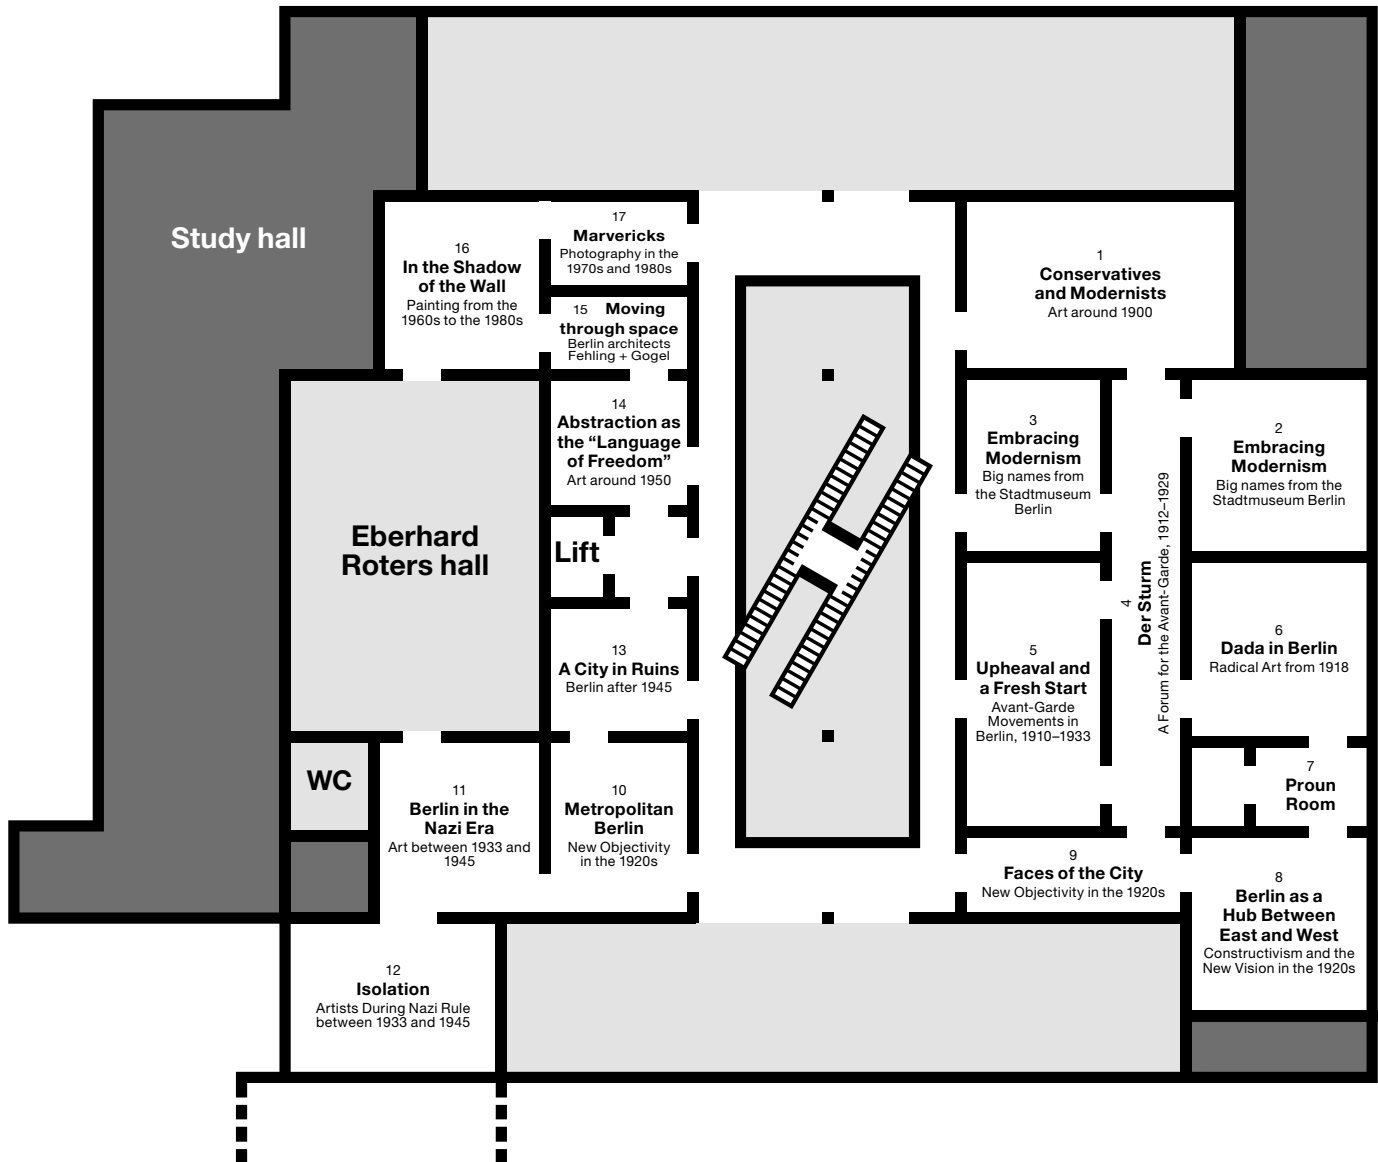 Study hall
16
In the Shadow
of the Wall
Painting from the
1960s to the 1980s
17
Marvericks
Photography in the
1970s and 1980s
15 Moving
through space
Berlin architects
Fehling + Gogel
14
Abstraction as
the “Language
of Freedom”
Art around 1950
Eberhard
Roters hall
Lift
13
A City in Ruins
Berlin after 1945
WC
11
Berlin in the
Nazi Era
Art between 1933 and
1945
10
Metropolitan
Berlin
New Objectivity
in the 1920s
12
Isolation
Artists During Nazi Rule
between 1933 and 1945
1
Conservatives
and Modernists
Art around 1900
3
Embracing
Modernism
Big names from
the Stadtmuseum
Berlin
2
Embracing
Modernism
Big names from the
Stadtmuseum Berlin
4
Der Sturm
A Forum for the Avant-Garde, 1912–1929
5
Upheaval and
a Fresh Start
Avant-Garde
Movements in
Berlin, 1910–1933
6
Dada in Berlin
Radical Art from 1918
7
Proun
Room
9
Faces of the City
New Objectivity in the 1920s
8
Berlin as a
Hub Between
East and West
Constructivism and the
New Vision in the 1920s